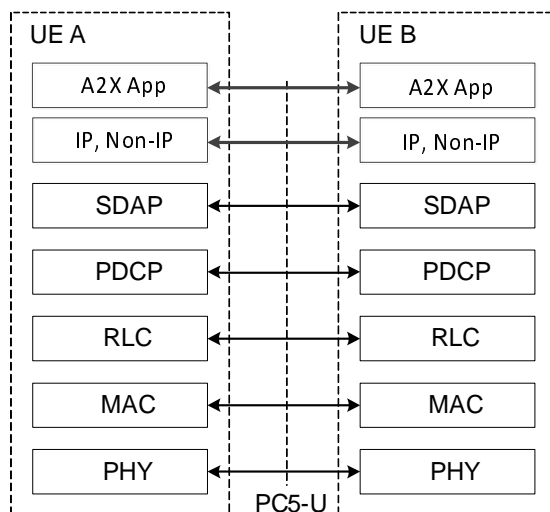 UE A
UE B
A2X App
A2X App
IP, Non-IP
IP, Non-IP
SDAP
SDAP
PDCP
PDCP
RLC
RLC
MAC
MAC
PHY
PHY
PC5-U